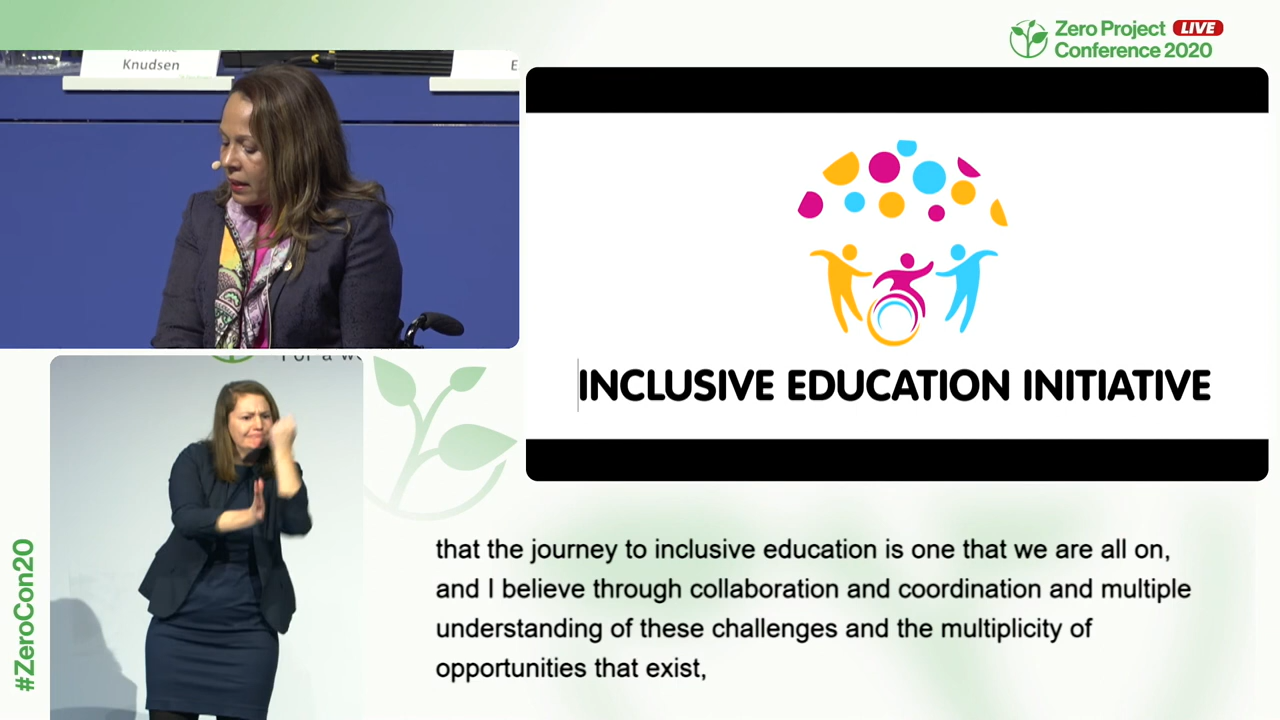 Zero Project LIVE
Conference 2020
Knudsen
E
INCLUSIVE EDUCATION INITIATIVE
For a w
#ZeroCon20
that the journey to inclusive education is one that we are all on,
and I believe through collaboration and coordination and multiple
understanding of these challenges and the multiplicity of
opportunities that exist,